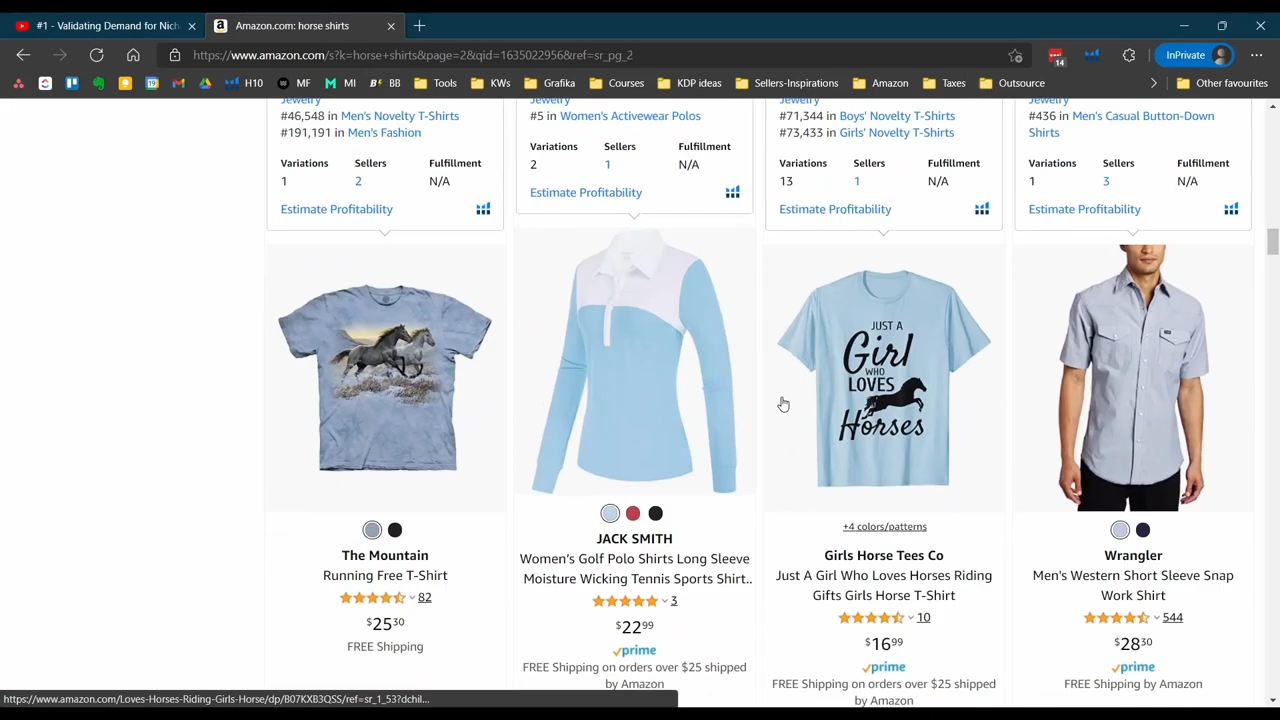 #1 - Validating Demand for Nich
Amazon.com: horse shirts
https://www.amazon.com/s?k=horse+shirts&page=2&qid=1635022956&ref=sr_pg_2
14
InPrivate
H10
MF
MI
BB
Tools
KWs
Grafika
Courses
KDP ideas
Sellers-Inspirations
Amazon
Taxes
Outsource
Other favourites
Jewelry
#46,548 in Men's Novelty T-Shirts
#191,191 in Men's Fashion
Variations Sellers Fulfillment
1 2 N/A
Estimate Profitability
Jewelry
#5 in Women's Activewear Polos
Variations Sellers Fulfillment
2 1 N/A
Estimate Profitability
Jewelry
#71,344 in Boys' Novelty T-Shirts
#73,433 in Girls' Novelty T-Shirts
Variations Sellers Fulfillment
13 1 N/A
Estimate Profitability
Jewelry
#436 in Men's Casual Button-Down
Shirts
Variations Sellers Fulfillment
1 3 N/A
Estimate Profitability
JUST A
Girl
WHO
LOVES
Horses
The Mountain
Running Free T-Shirt
82
$2530
FREE Shipping
JACK SMITH
Women's Golf Polo Shirts Long Sleeve
Moisture Wicking Tennis Sports Shirt..
3
$2299
prime
FREE Shipping on orders over $25 shipped
by Amazon
+4 colors/patterns
Girls Horse Tees Co
Just A Girl Who Loves Horses Riding
Gifts Girls Horse T-Shirt
10
$1699
prime
FREE Shipping on orders over $25 shipped
by Amazon
Wrangler
Men's Western Short Sleeve Snap
Work Shirt
544
$2830
prime
FREE Shipping by Amazon
https://www.amazon.com/Loves-Horses-Riding-Girls-Horse/dp/B07KXB3QSS/ref=sr_1_53?dchil...